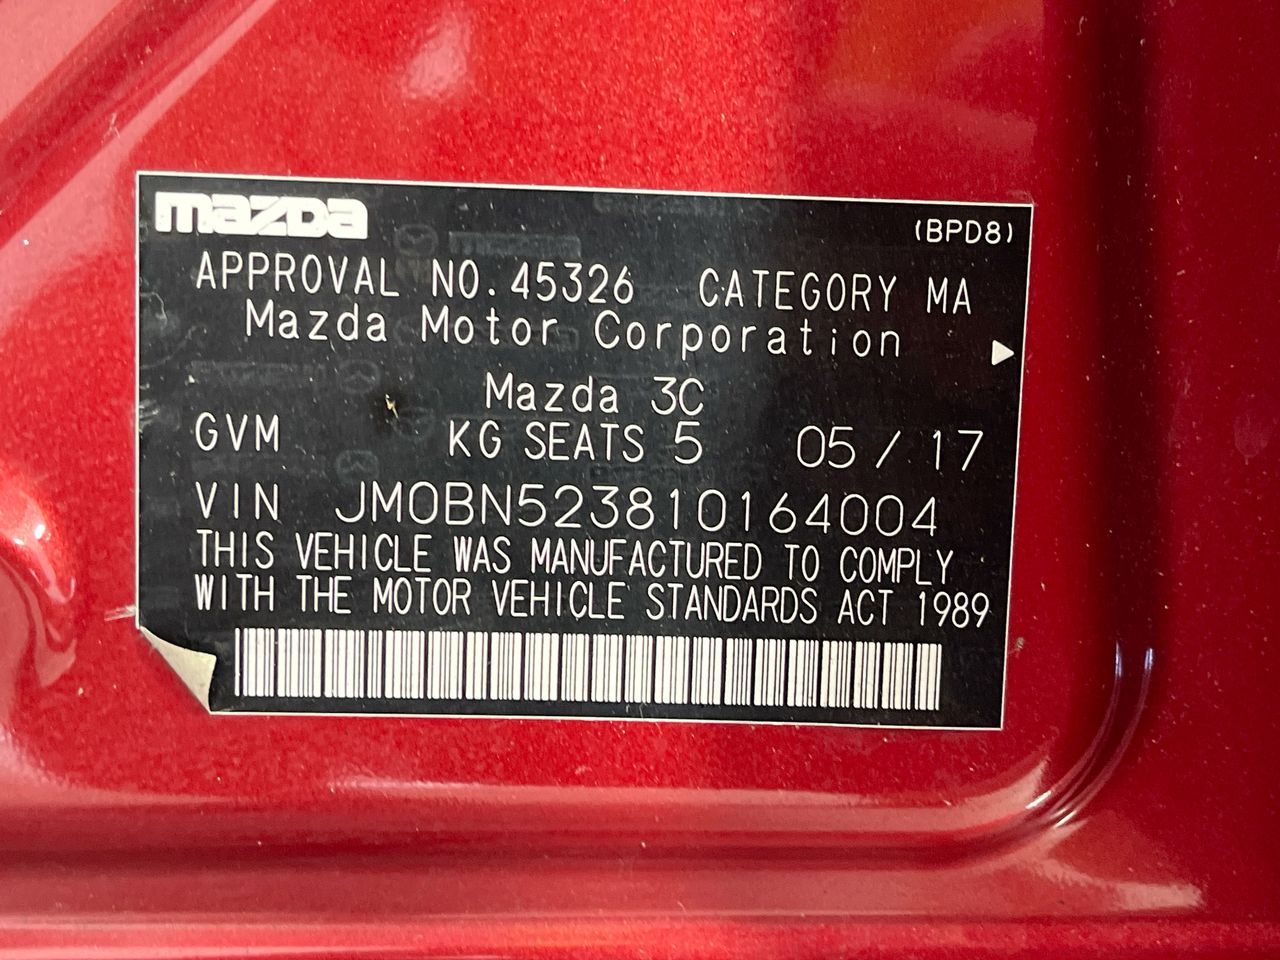 mazda
(BPD8)
APPROVAL NO.45326 CATEGORY MA
Mazda Motor Corporation
Mazda 3C
GVM KG SEATS 5 05/17
VIN JM0BN523810164004
THIS VEHICLE WAS MANUFACTURED TO COMPLY
WITH THE MOTOR VEHICLE STANDARDS ACT 1989